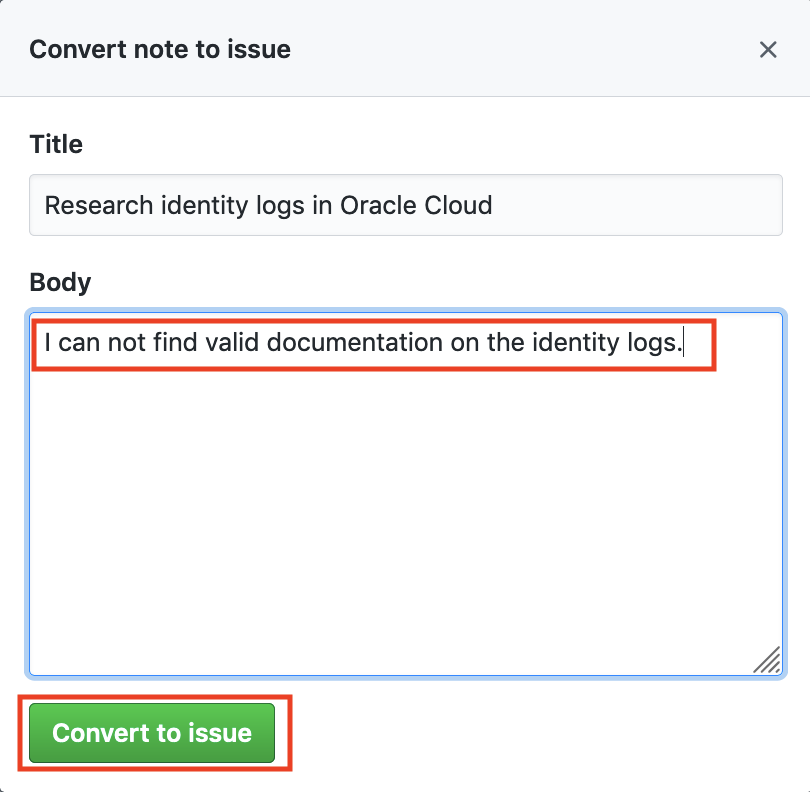 Convert note to issue
Title
Research identity logs in Oracle Cloud
Body
I can not find valid documentation on the identity logs.
Convert to issue